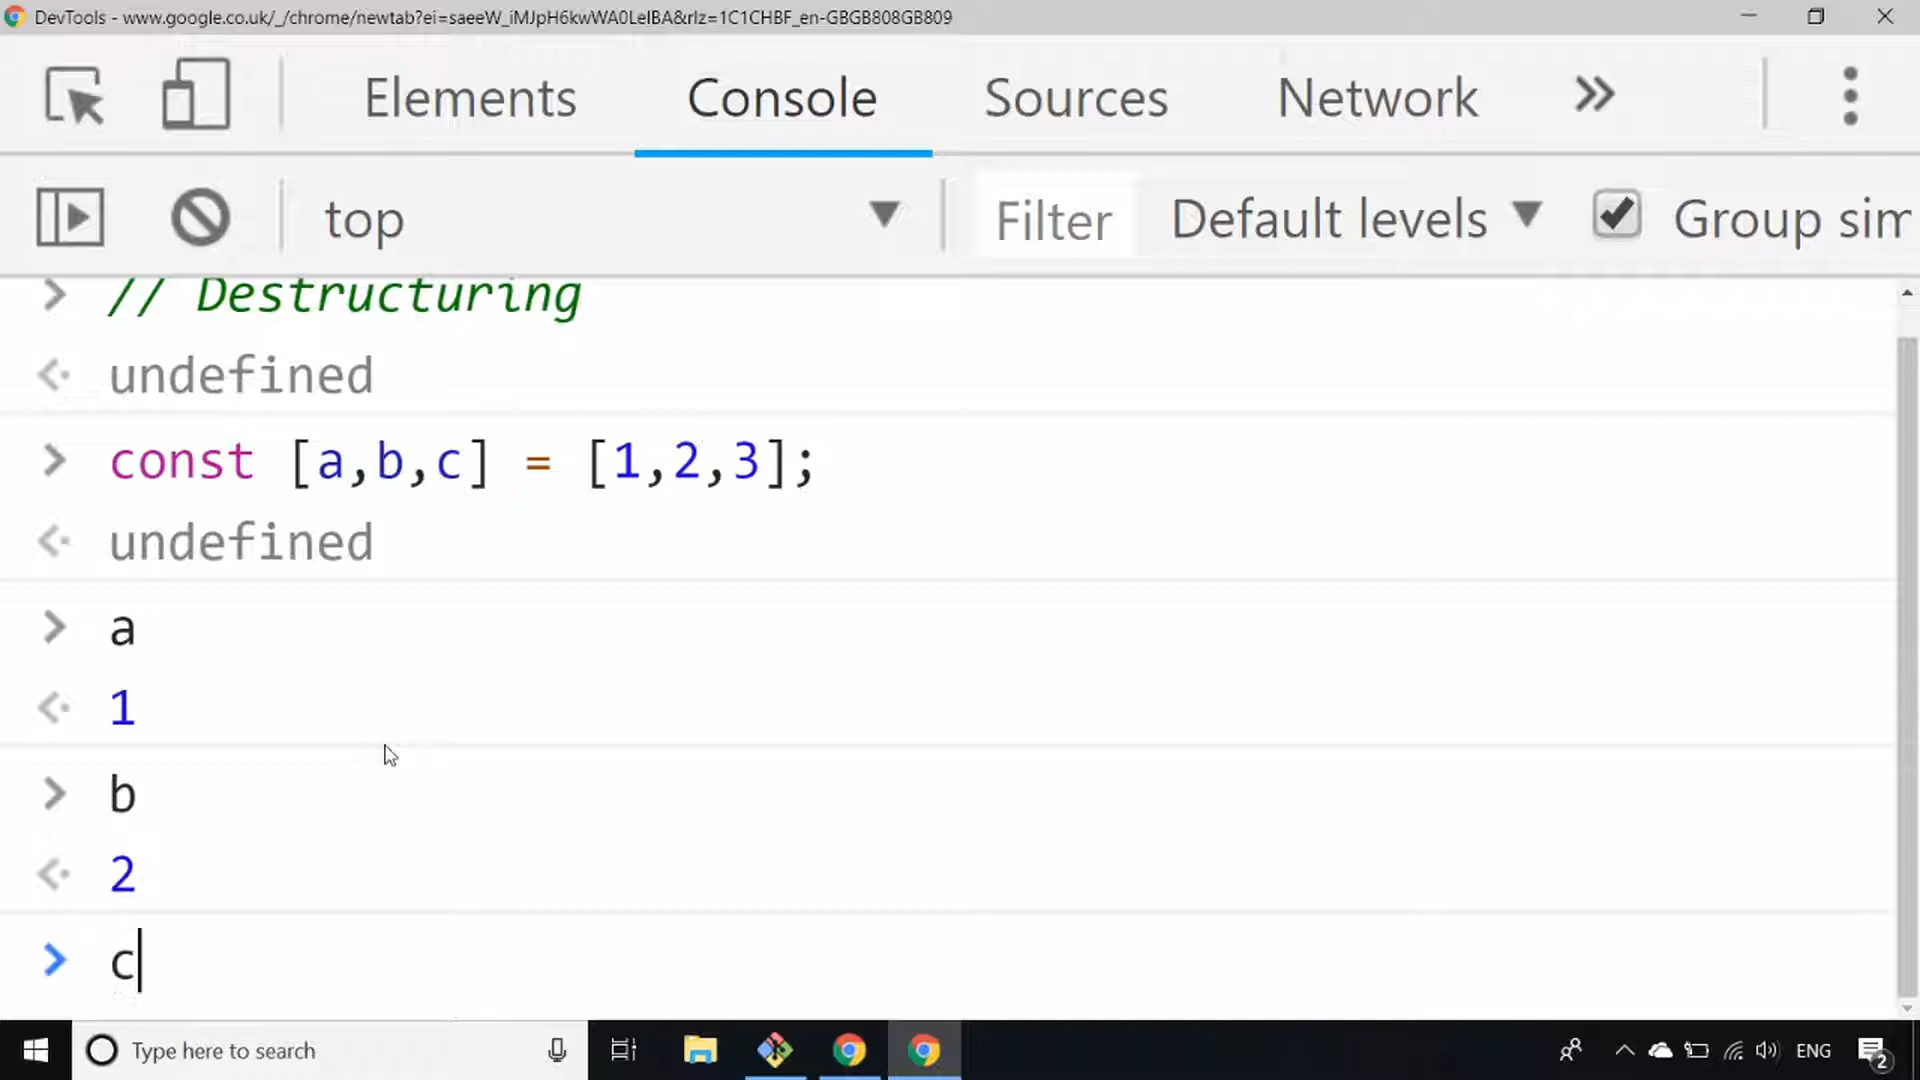 DevTools - www.google.co.uk/_/chrome/newtab?ei=saeeW_iMJpH6kwWA0LeIBA&rlz=1C1CHBF_en-GBGB808GB809
Elements Console Sources Network
top Filter Default levels Group sim
> // Destructuring
undefined
> const [a,b,c] = [1,2,3];
undefined
> a
1
> b
2
> c
Type here to search
ENG
2